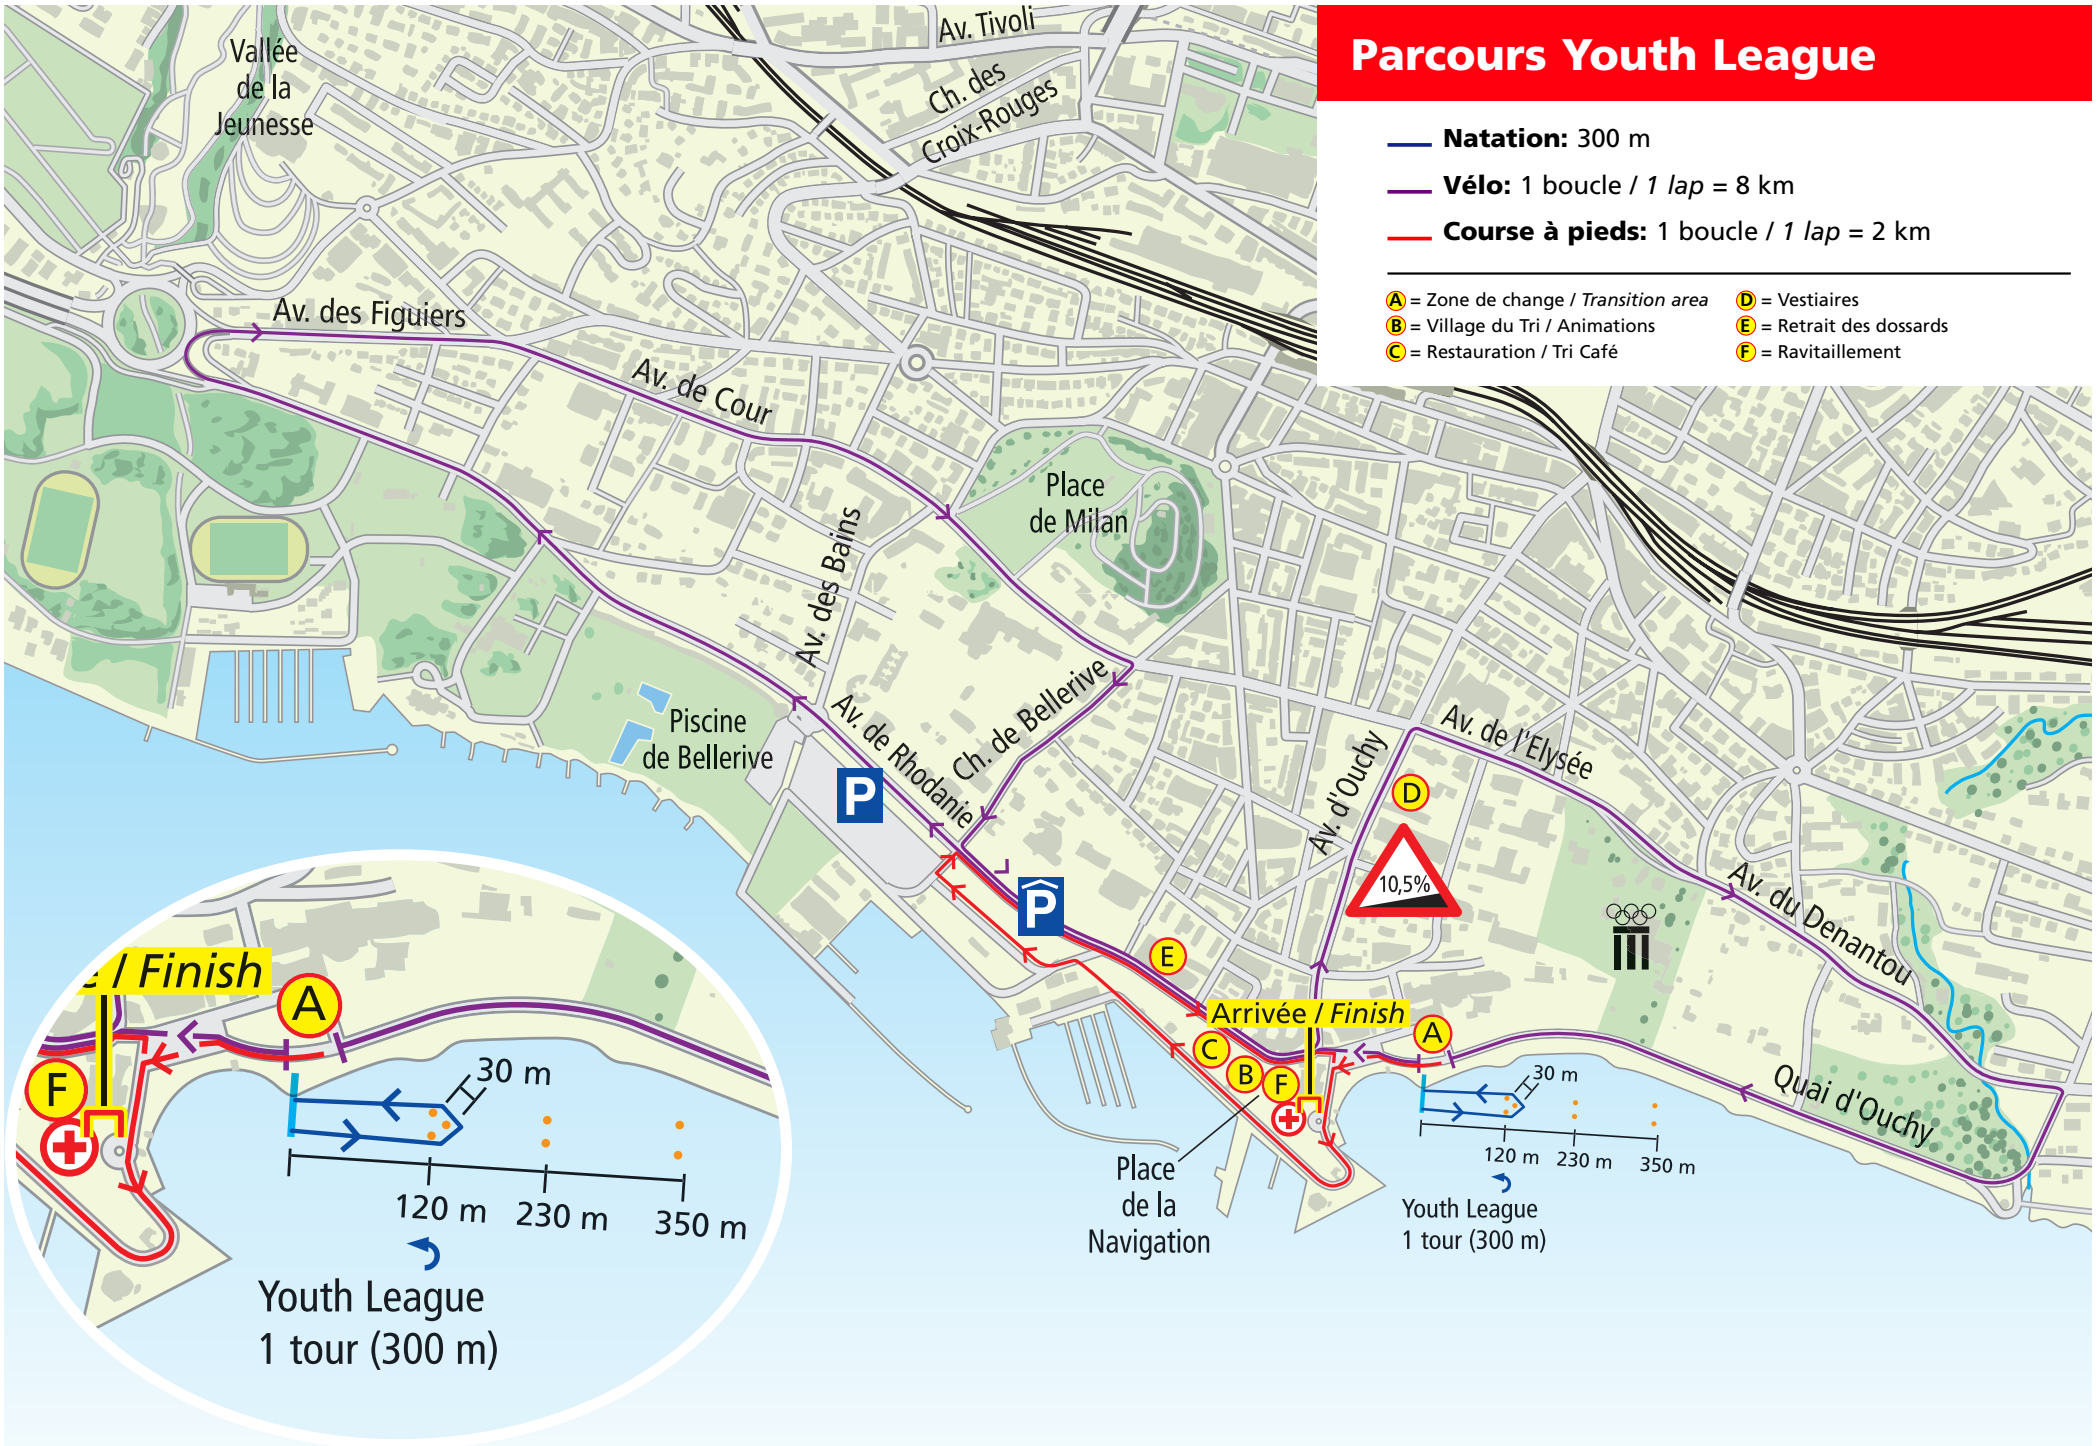 Parcours Youth League
Natation: 300 m
Vélo: 1 boucle / 1 lap = 8 km
Course à pieds: 1 boucle / 1 lap = 2 km
A = Zone de change / Transition area
B = Village du Tri / Animations
C = Restauration / Tri Café
D = Vestiaires
E = Retrait des dossards
F = Ravitaillement
Vallée
de la
Jeunesse
Av. Tivoli
Ch. des
Croix-Rouges
Av. des Figuiers
Av. de Cour
Place
de Milan
Av. des Bains
Piscine
de Bellerive
Av. de Rhodanie
Ch. de Bellerive
Av. d'Ouchy
Av. de l'Elysée
D
10,5%
Av. du Denantou
P
P
E
Arrivée / Finish
A
C
B
F
Quai d'Ouchy
30 m
120 m
230 m
350 m
Youth League
1 tour (300 m)
Place
de la
Navigation
e / Finish
A
F
30 m
120 m
230 m
350 m
Youth League
1 tour (300 m)